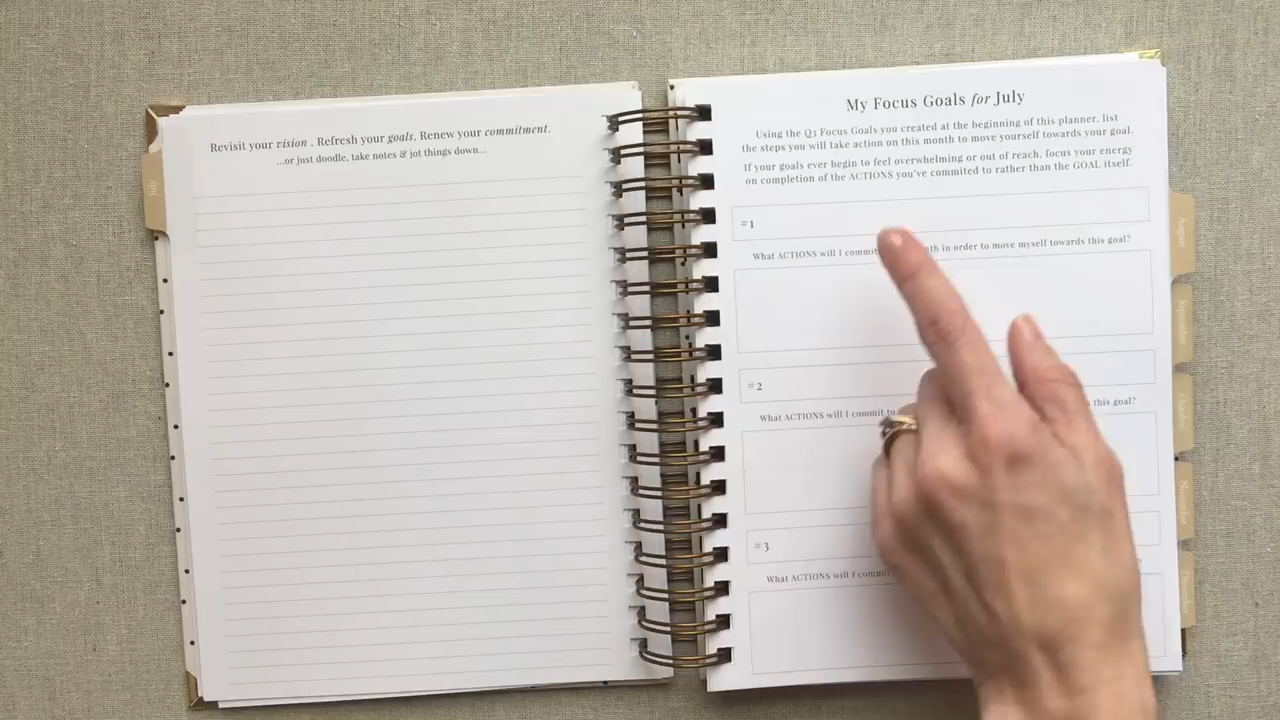 Revisit your vision . Refresh your goals. Renew your commitment.
...or just doodle, take notes & jot things down...
July
My Focus Goals for July
Using the Q3 Focus Goals you created at the beginning of this planner, list
the steps you will take action on this month to move yourself towards your goal.
If your goals ever begin to feel overwhelming or out of reach, focus your energy
on completion of the ACTIONS you've commited to rather than the GOAL itself.
#1
What ACTIONS will I commit in order to move myself towards this goal?
#2
What ACTIONS will I commit to this goal?
#3
What ACTIONS will I commit
August
September
October
November